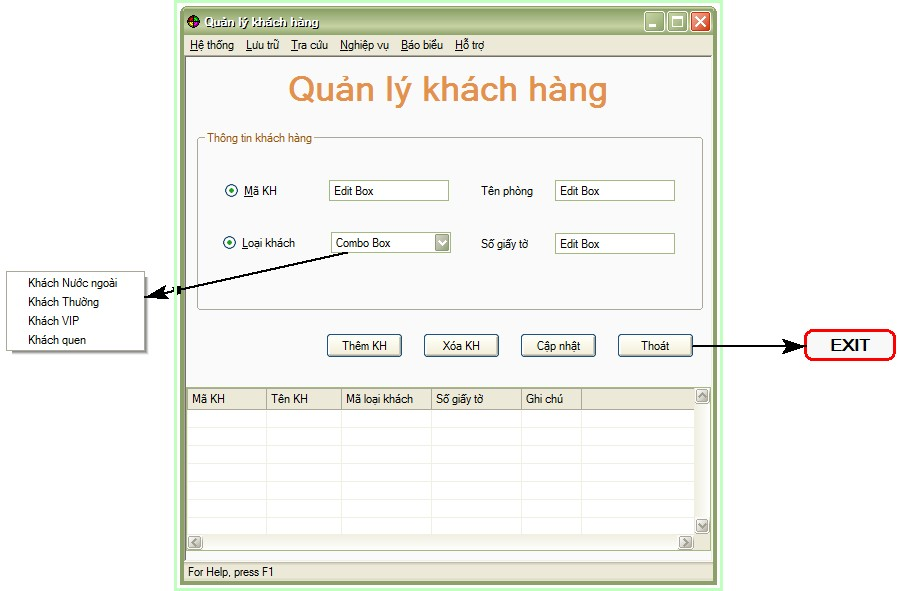 Quản lý khách hàng
Hệ thống Lưu trữ Tra cứu Nghiệp vụ Báo biểu Hỗ trợ
Quản lý khách hàng
Thông tin khách hàng
Mã KH Edit Box Tên phòng Edit Box
Loại khách Combo Box Số giấy tờ Edit Box
Khách Nước ngoài
Khách Thường
Khách VIP
Khách quen
Thêm KH Xóa KH Cập nhật Thoát EXIT
Mã KH Tên KH Mã loại khách Số giấy tờ Ghi chú
For Help, press F1